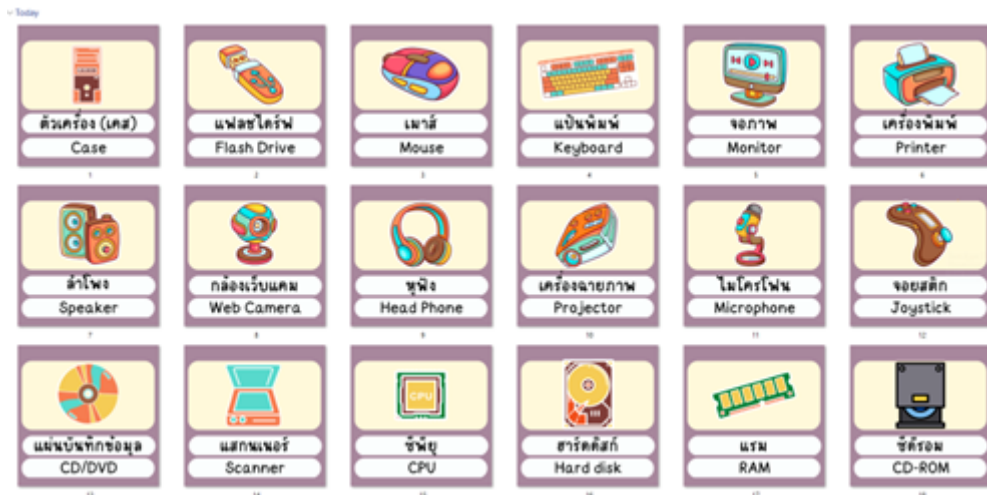 Today
ตัวเครื่อง (เคส)
Case
1
แฟลชไดร์ฟ
Flash Drive
2
เมาส์
Mouse
3
แป้นพิมพ์
Keyboard
4
จอภาพ
Monitor
5
เครื่องพิมพ์
Printer
6
ลำโพง
Speaker
7
กล้องเว็บแคม
Web Camera
8
หูฟัง
Head Phone
9
เครื่องฉายภาพ
Projector
10
ไมโครโฟน
Microphone
11
จอยสติก
Joystick
12
แผ่นบันทึกข้อมูล
CD/DVD
แสกนเนอร์
Scanner
CPU
ซีพียู
CPU
ฮาร์ดดิสก์
Hard disk
แรม
RAM
ซีดีรอม
CD-ROM